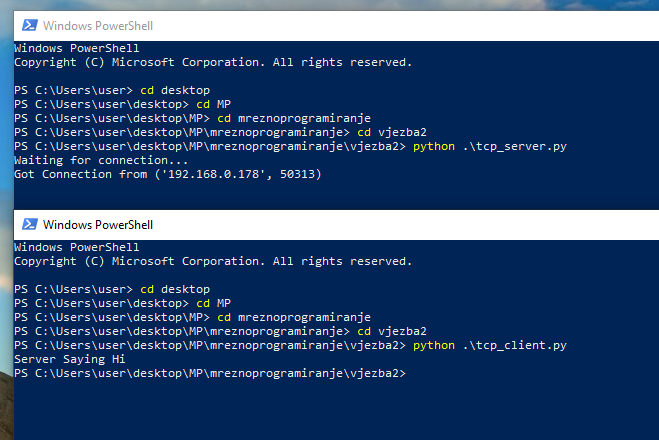 Windows PowerShell
Windows PowerShell
Copyright (C) Microsoft Corporation. All rights reserved.
PS C:\Users\user> cd desktop
PS C:\Users\user\desktop> cd MP
PS C:\Users\user\desktop\MP> cd mreznoprogramiranje
PS C:\Users\user\desktop\MP\mreznoprogramiranje> cd vjezba2
PS C:\Users\user\desktop\MP\mreznoprogramiranje\vjezba2> python .\tcp_server.py
Waiting for connection...
Got Connection from ('192.168.0.178', 50313)
Windows PowerShell
Windows PowerShell
Copyright (C) Microsoft Corporation. All rights reserved.
PS C:\Users\user> cd desktop
PS C:\Users\user\desktop> cd MP
PS C:\Users\user\desktop\MP> cd mreznoprogramiranje
PS C:\Users\user\desktop\MP\mreznoprogramiranje> cd vjezba2
PS C:\Users\user\desktop\MP\mreznoprogramiranje\vjezba2> python .\tcp_client.py
Server Saying Hi
PS C:\Users\user\desktop\MP\mreznoprogramiranje\vjezba2>